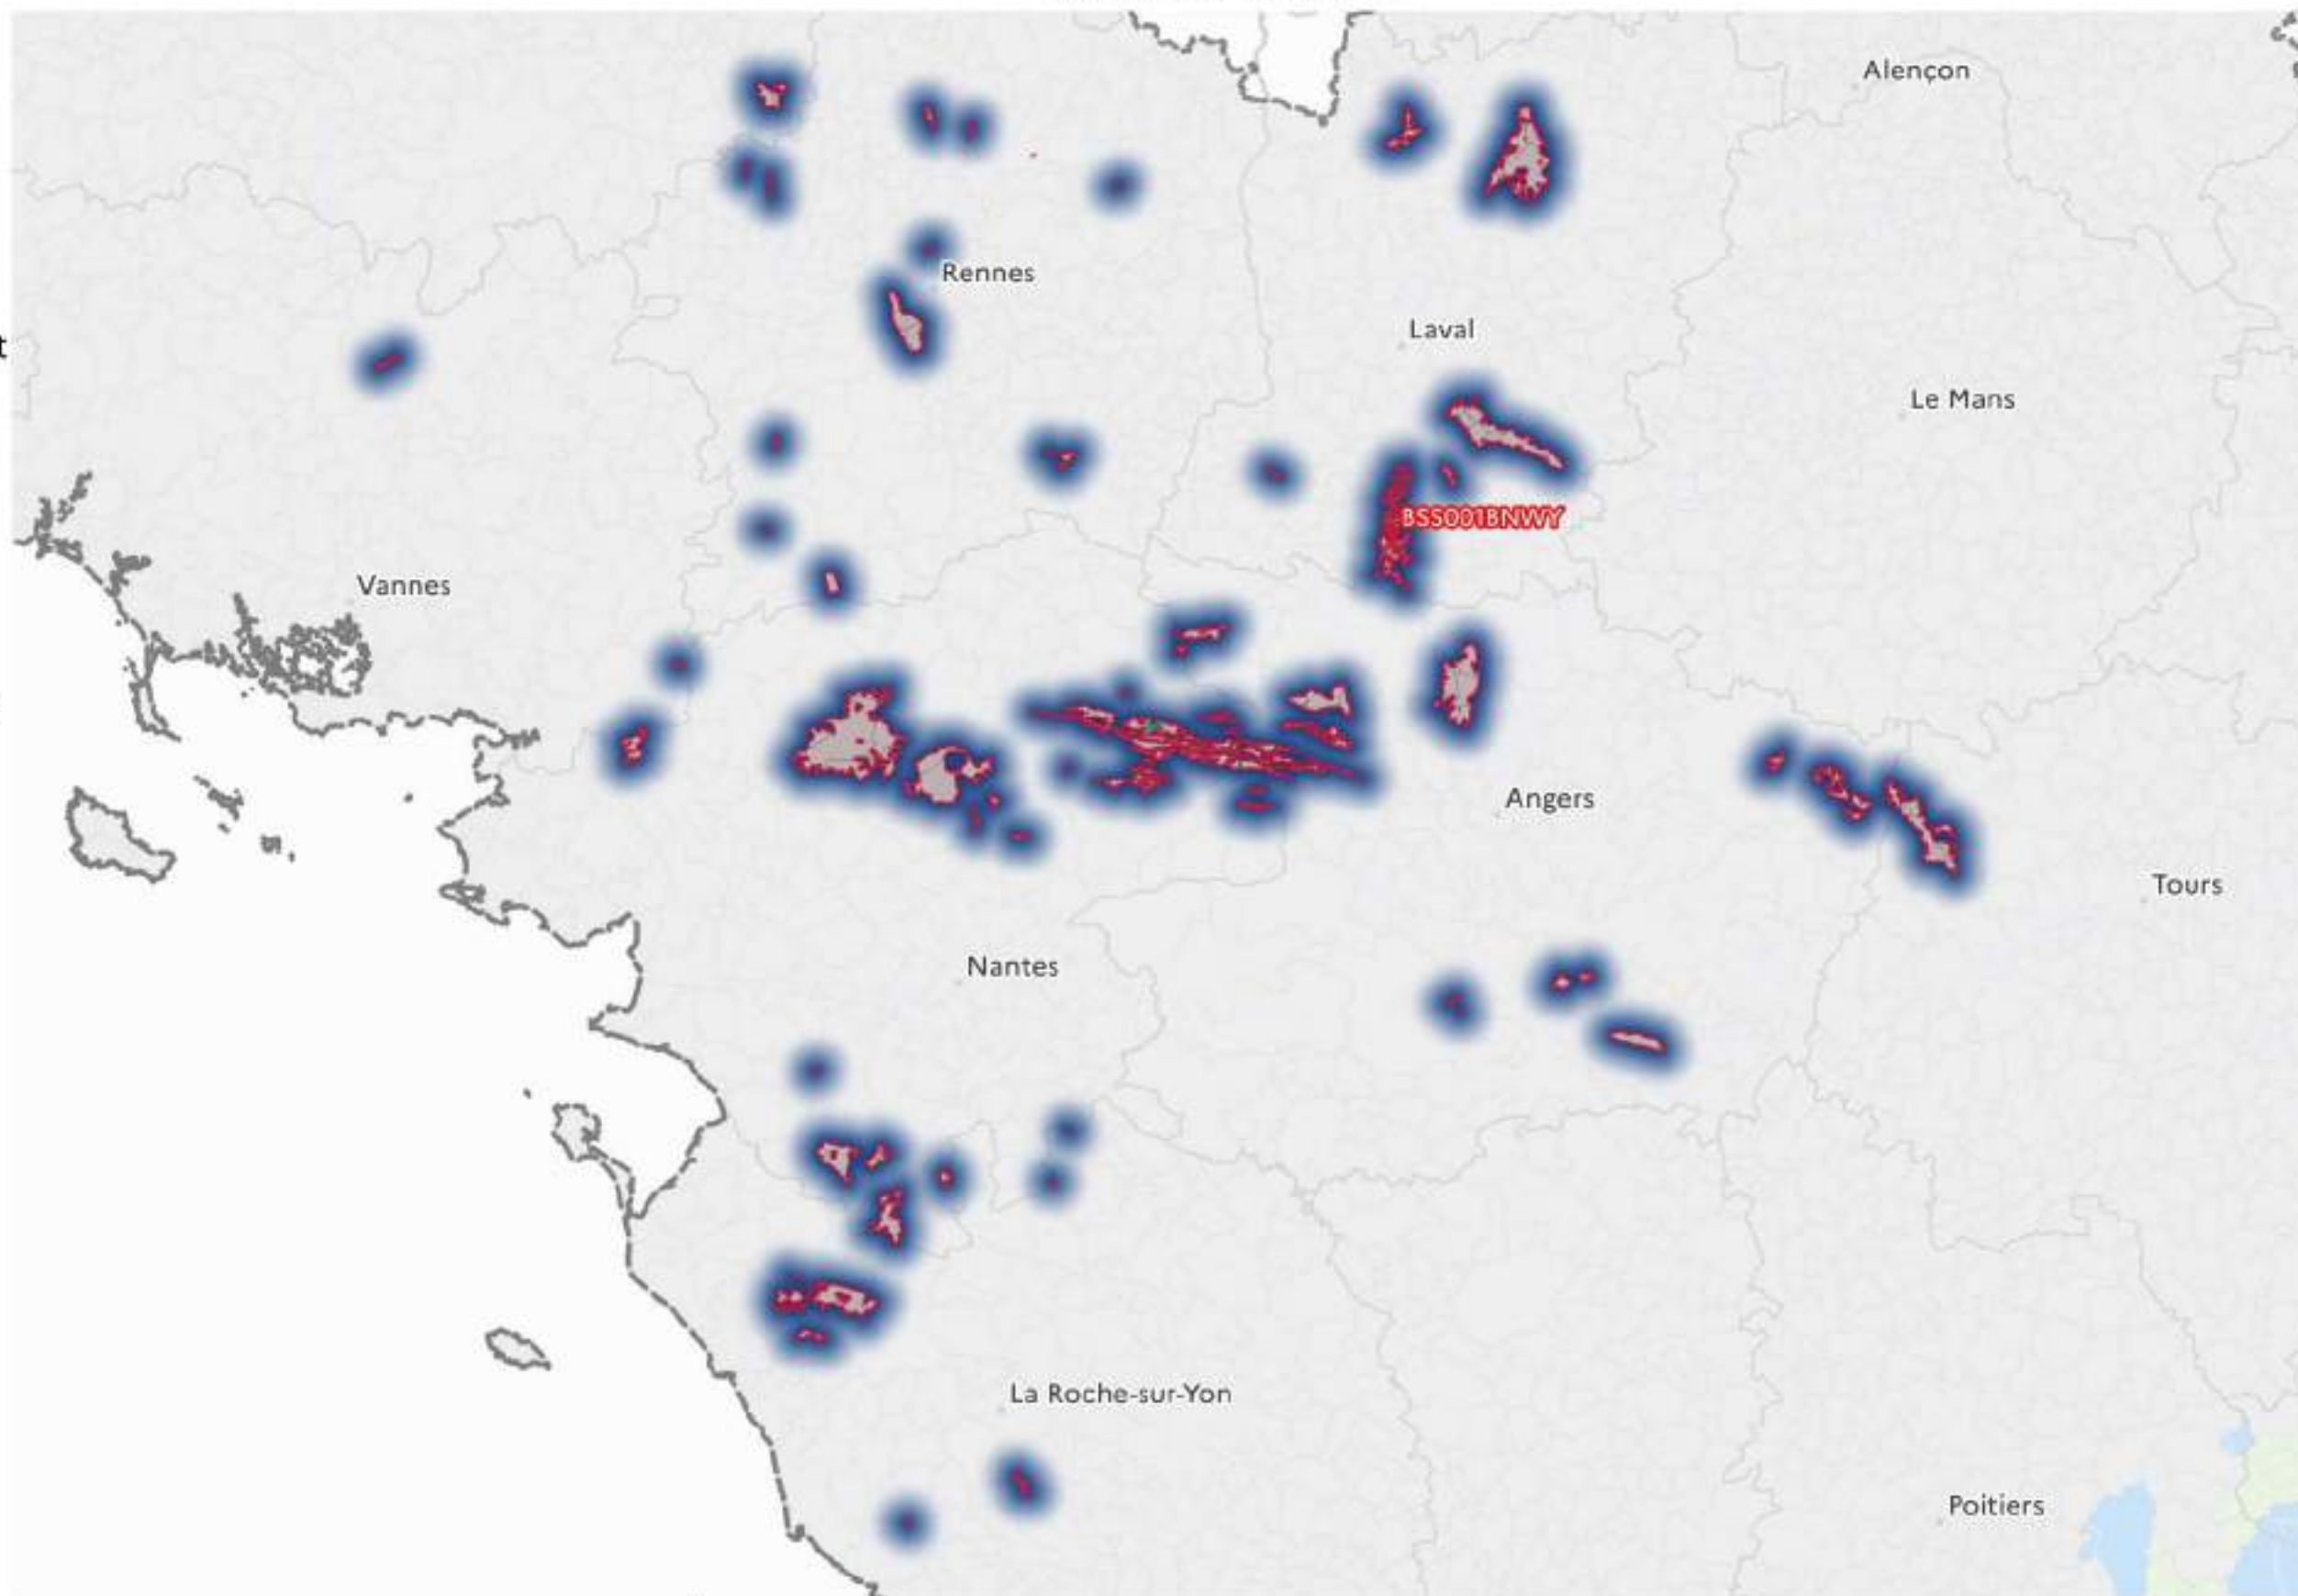 Alençon
Rennes
Laval
Le Mans
BSS001BNWY
Vannes
Angers
Tours
Nantes
La Roche-sur-Yon
Poitiers